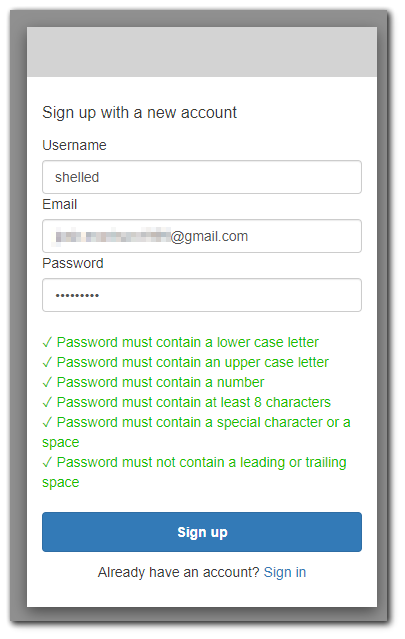 Sign up with a new account
Username
shelled
Email
@gmail.com
Password
•••••••••
✓ Password must contain a lower case letter
✓ Password must contain an upper case letter
✓ Password must contain a number
✓ Password must contain at least 8 characters
✓ Password must contain a special character or a
space
✓ Password must not contain a leading or trailing
space
Sign up
Already have an account? Sign in